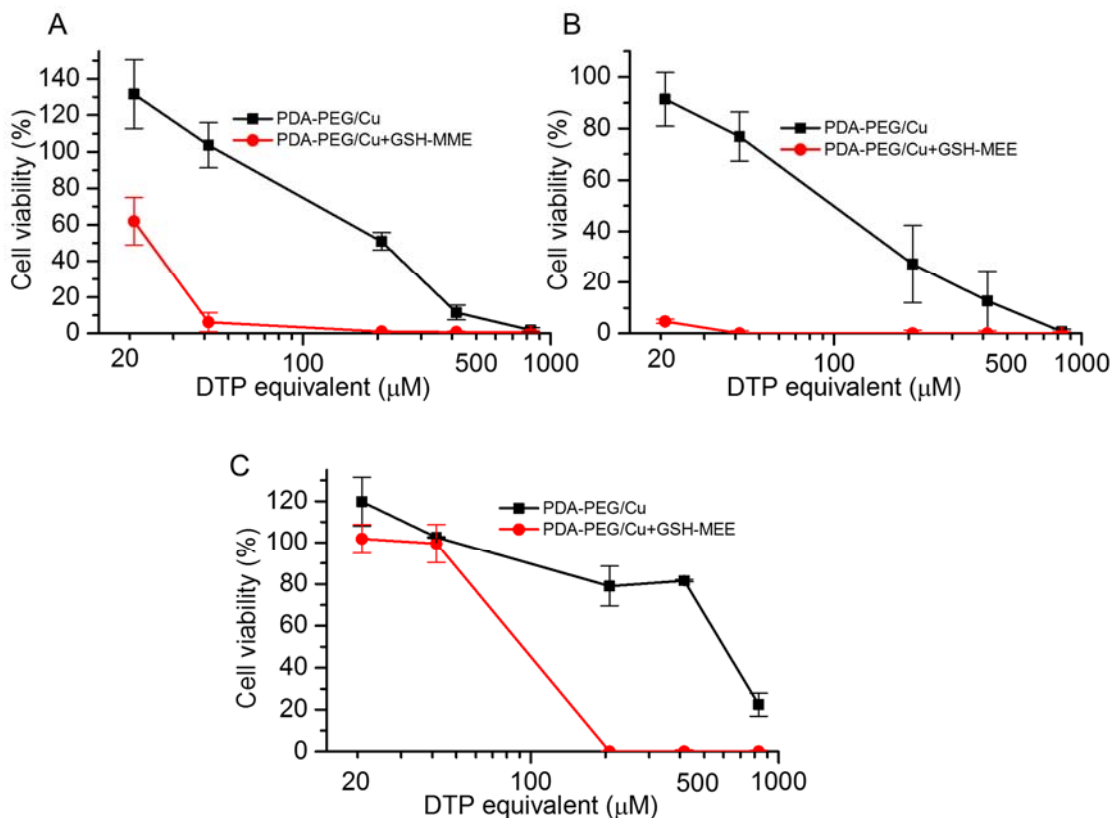 A
Cell viability (%)
140
120
100
80
60
40
20
0
PDA-PEG/Cu
PDA-PEG/Cu+GSH-MME
20
100
500
1000
DTP equivalent (μM)
B
Cell viability (%)
100
80
60
40
20
0
PDA-PEG/Cu
PDA-PEG/Cu+GSH-MEE
20
100
500
1000
DTP equivalent (μM)
C
Cell viability (%)
120
100
80
60
40
20
0
PDA-PEG/Cu
PDA-PEG/Cu+GSH-MEE
20
100
500
1000
DTP equivalent (μM)